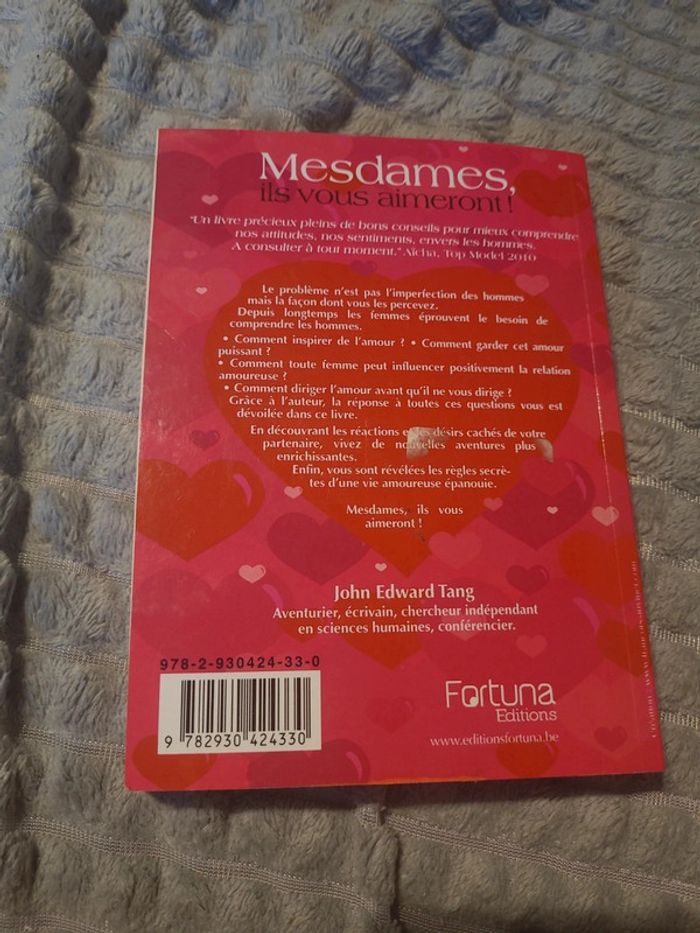 Mesdames,
ils vous aimeront !
"Un livre précieux pleins de bons conseils pour mieux comprendre
nos attitudes, nos sentiments, envers les hommes.
A consulter à tout moment." Aïcha, Top Model 2010
Le problème n'est pas l'imperfection des hommes
mais la façon dont vous les percevez.
Depuis longtemps les femmes éprouvent le besoin de
comprendre les hommes.
• Comment inspirer de l'amour ? • Comment garder cet amour
puissant ?
• Comment toute femme peut influencer positivement la relation
amoureuse ?
• Comment diriger l'amour avant qu'il ne vous dirige ?
Grâce à l'auteur, la réponse à toutes ces questions vous est
dévoilée dans ce livre.
En découvrant les réactions et les désirs cachés de votre
partenaire, vivez de nouvelles aventures plus
enrichissantes.
Enfin, vous sont révélées les règles secrè-
tes d'une vie amoureuse épanouie.
Mesdames, ils vous
aimeront !
John Edward Tang
Aventurier, écrivain, chercheur indépendant
en sciences humaines, conférencier.
978-2-930424-33-0
9 782930 424330
Fortuna
Editions
www.editionsfortuna.be
Création :